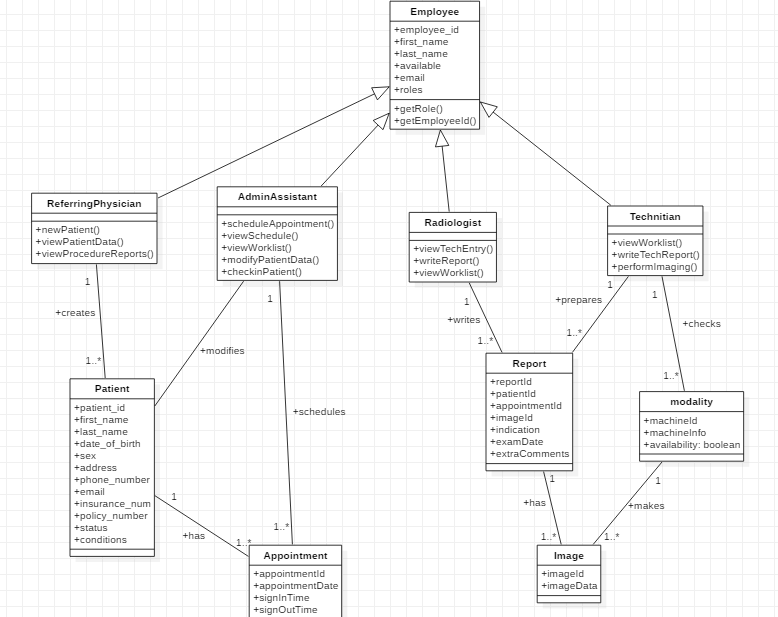 Employee
+employee_id
+first_name
+last_name
+available
+email
+roles
+getRole()
+getEmployeeId()
ReferringPhysician
+newPatient()
+viewPatientData()
+viewProcedureReports()
AdminAssistant
+scheduleAppointment()
+viewSchedule()
+viewWorklist()
+modifyPatientData()
+checkinPatient()
Radiologist
+viewTechEntry()
+writeReport()
+viewWorklist()
Technitian
+viewWorklist()
+writeTechReport()
+performImaging()
1
+creates
1..*
+modifies
1
+schedules
1..*
1
+writes
1..*
1
+prepares
1..*
1
+checks
1..*
Patient
+patient_id
+first_name
+last_name
+date_of_birth
+sex
+address
+phone_number
+email
+insurance_num
+policy_number
+status
+conditions
Report
+reportId
+patientId
+appointmentId
+imageId
+indication
+examDate
+extraComments
modality
+machineId
+machineInfo
+availability: boolean
1
+has
1..*
1
+has
1..*
1
+makes
1..*
Appointment
+appointmentId
+appointmentDate
+signInTime
+signOutTime
Image
+imageId
+imageData